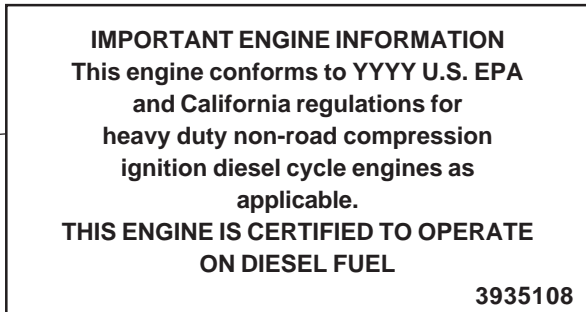 IMPORTANT ENGINE INFORMATION
This engine conforms to YYYY U.S. EPA
and California regulations for
heavy duty non-road compression
ignition diesel cycle engines as
applicable.
THIS ENGINE IS CERTIFIED TO OPERATE
ON DIESEL FUEL
3935108